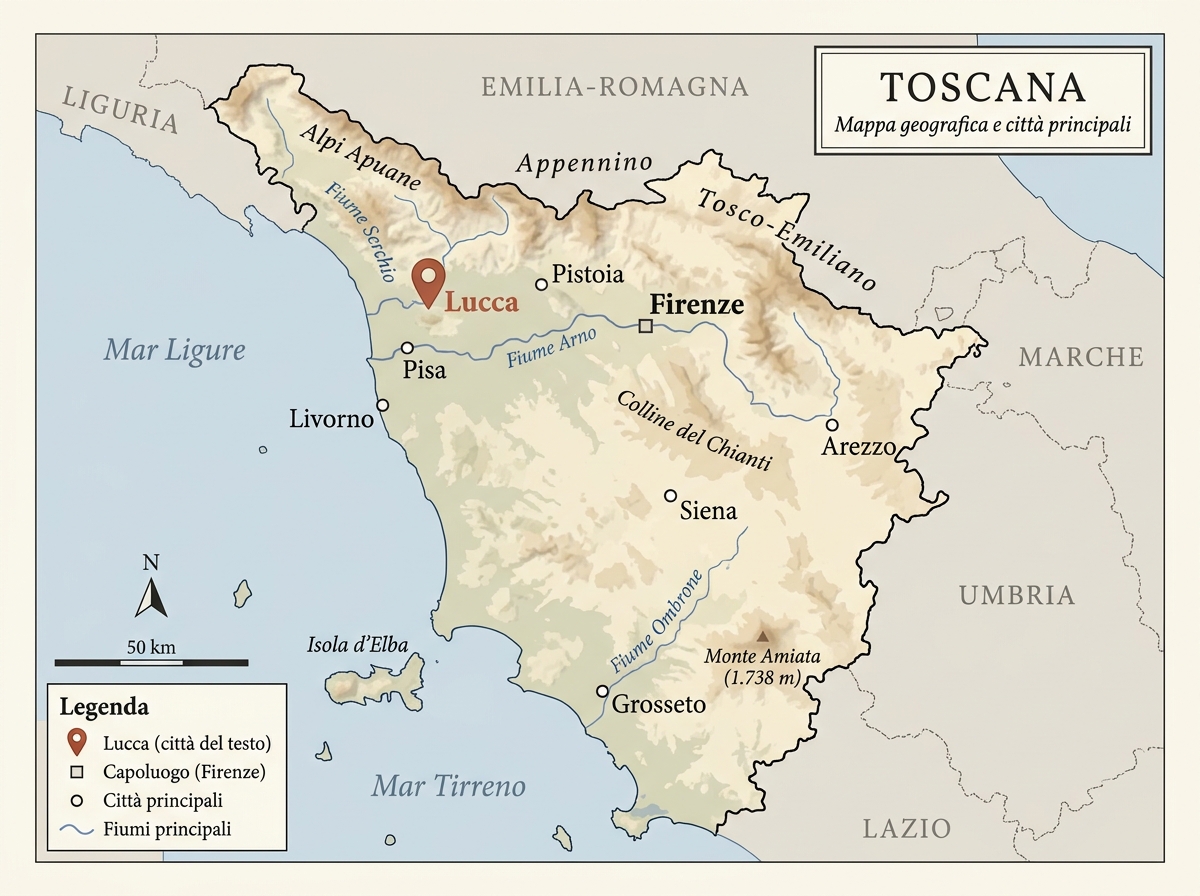 TOSCANA
Mappa geografica e città principali
LIGURIA
EMILIA-ROMAGNA
Alpi Apuane
Appennino
Tosco-Emiliano
Fiume Serchio
Pistoia
Lucca
Firenze
Mar Ligure
Fiume Arno
MARCHE
Pisa
Livorno
Colline del Chianti
Arezzo
Siena
N
50 km
UMBRIA
Fiume Ombrone
Isola d'Elba
Monte Amiata
(1.738 m)
Grosseto
Legenda
Lucca (città del testo)
Capoluogo (Firenze)
Città principali
Fiumi principali
Mar Tirreno
LAZIO